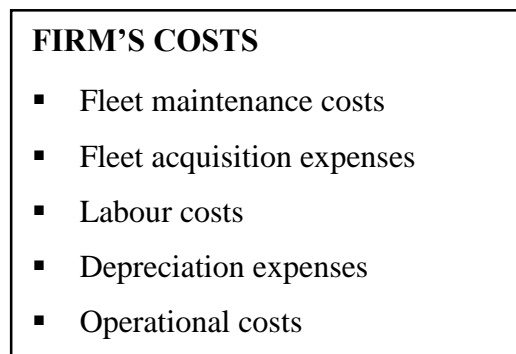 FIRM’S COSTS
▪ Fleet maintenance costs
▪ Fleet acquisition expenses
▪ Labour costs
▪ Depreciation expenses
▪ Operational costs